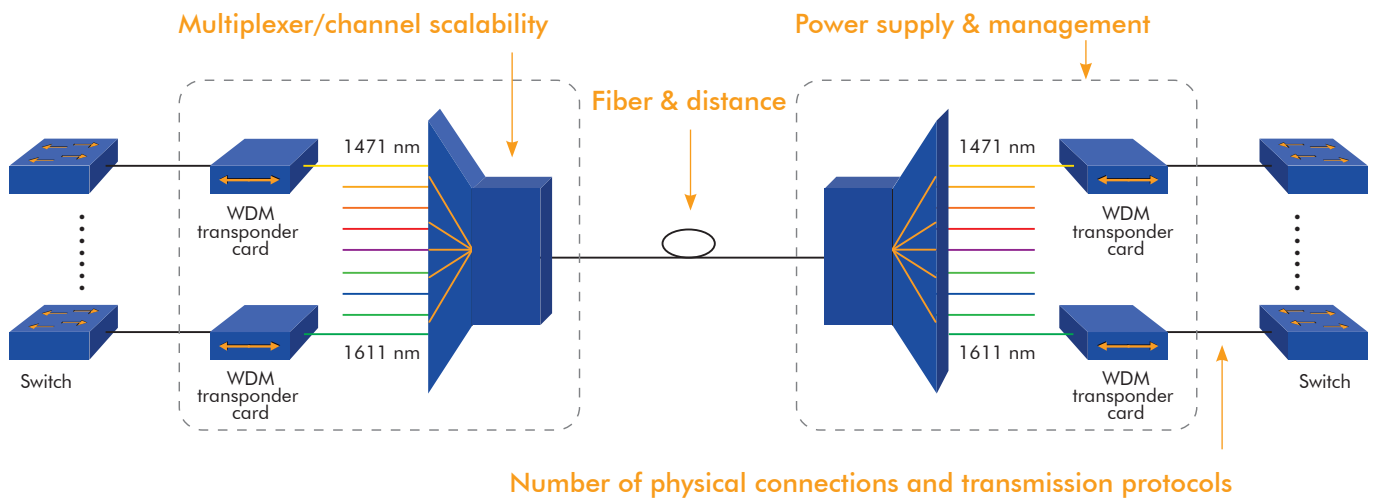 Multiplexer/channel scalability
Power supply & management
Fiber & distance
1471 nm
1471 nm
WDM
transponder
card
WDM
transponder
card
1611 nm
1611 nm
Switch
WDM
transponder
card
WDM
transponder
card
Switch
Number of physical connections and transmission protocols